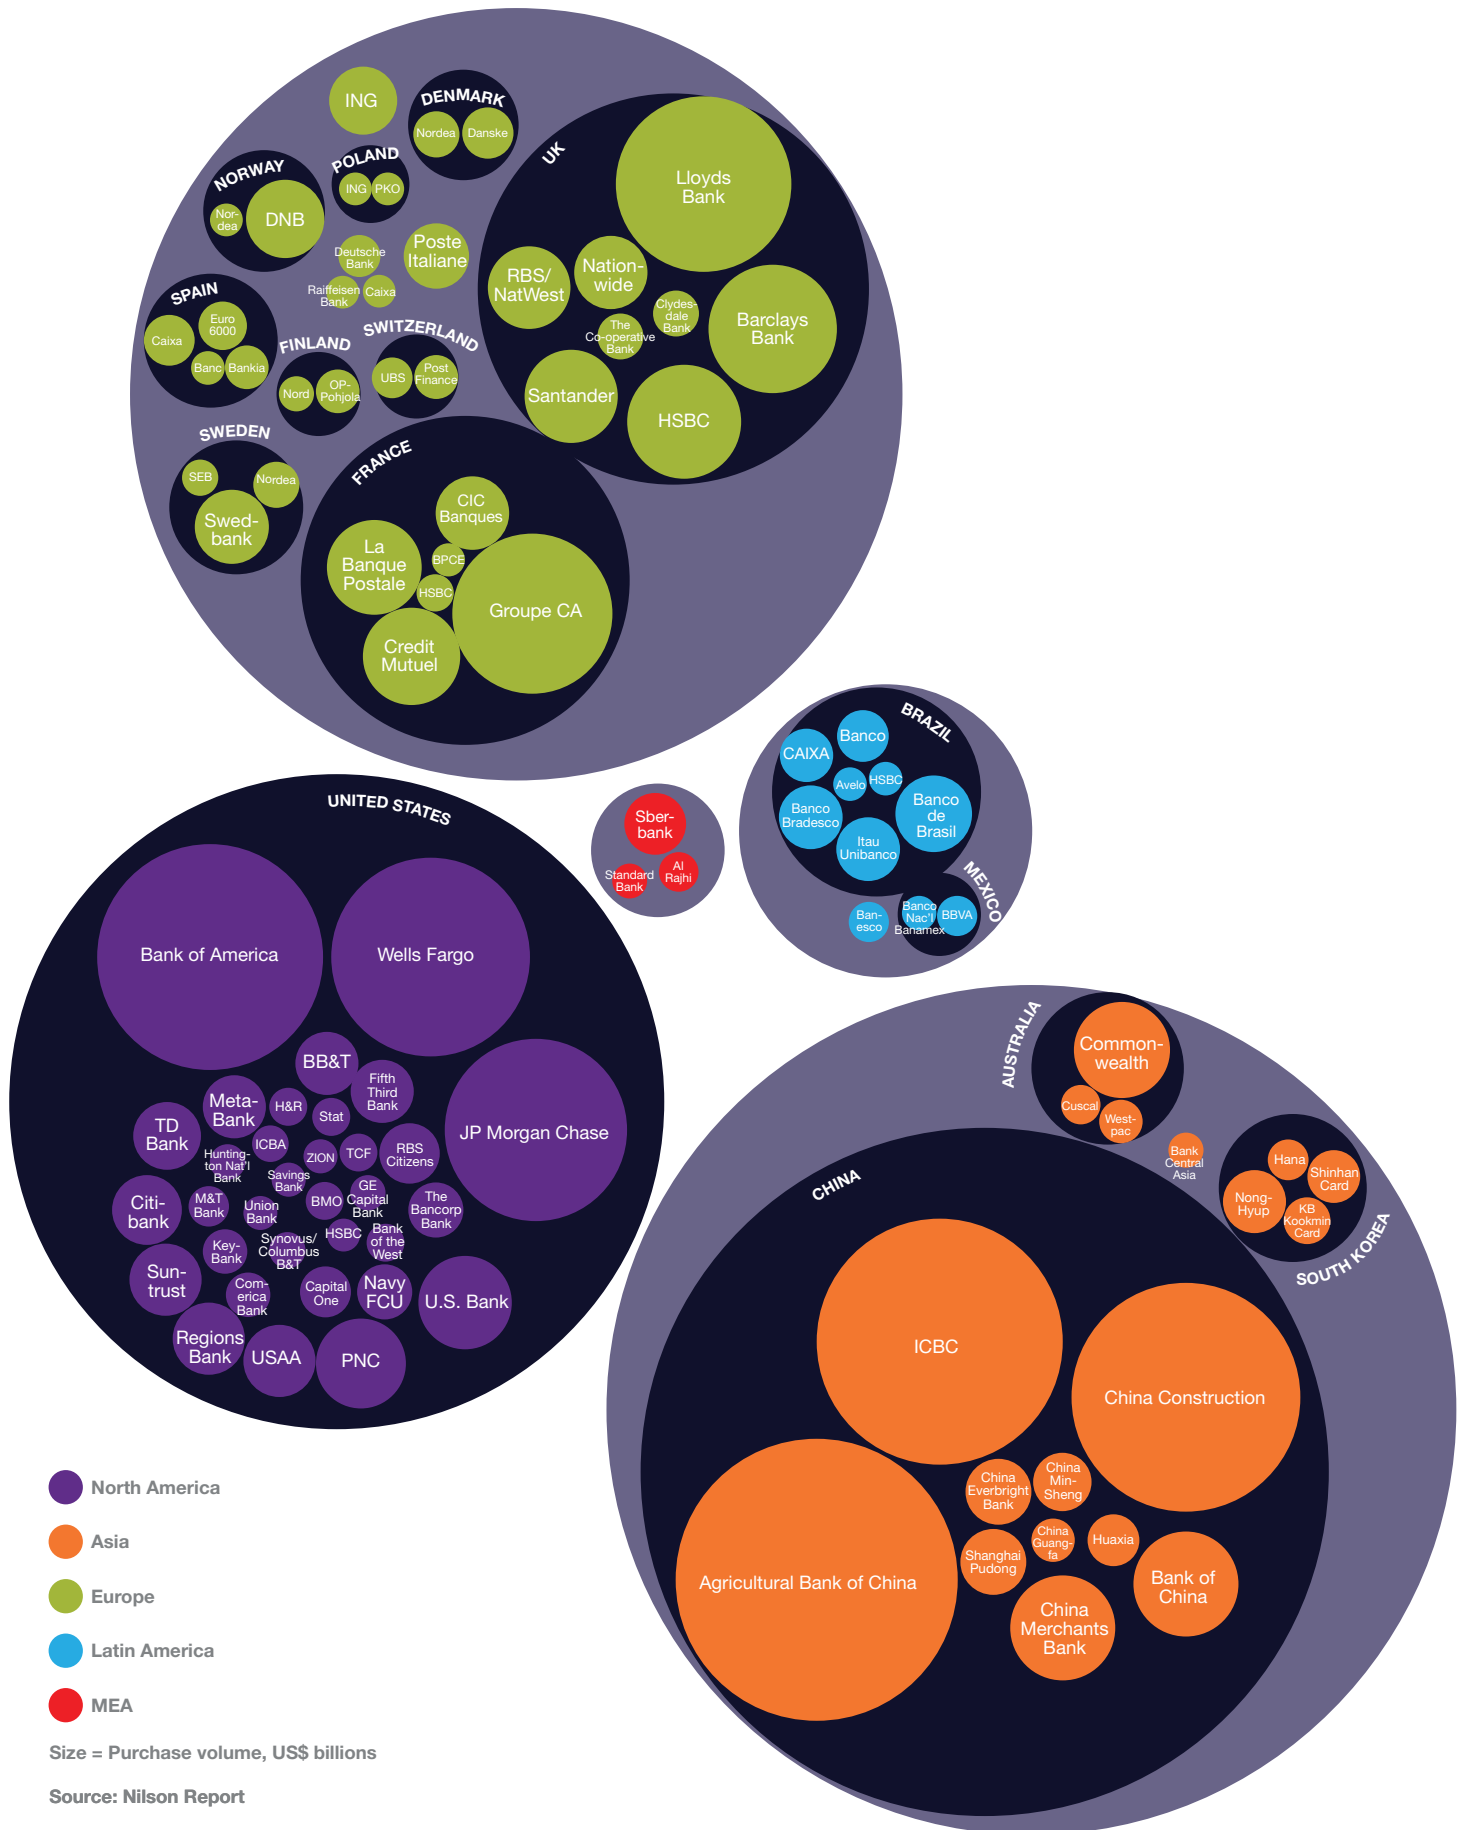 ING
DENMARK
Nordea
Danske
POLAND
ING
PKO
NORWAY
Nor-
dea
DNB
UK
Lloyds
Bank
RBS/
NatWest
Nation-
wide
Clydes-
dale
Bank
The
Co-operative
Bank
Barclays
Bank
Santander
HSBC
Deutsche
Bank
Raiffeisen
Bank
Caixa
Poste
Italiane
SPAIN
Euro
6000
Caixa
Banc
Bankia
FINLAND
Nord
OP-
Pohjola
SWITZERLAND
UBS
Post
Finance
SWEDEN
SEB
Nordea
Swed-
bank
FRANCE
CIC
Banques
La
Banque
Postale
BPCE
HSBC
Groupe CA
Credit
Mutuel
BRAZIL
Banco
CAIXA
Avelo
HSBC
Banco
Bradesco
Banco
de
Brasil
Itau
Unibanco
MEXICO
Banco
Nac'l
Banamex
BBVA
Ban-
esco
Sber-
bank
Standard
Bank
Al
Rajhi
UNITED STATES
Bank of America
Wells Fargo
JP Morgan Chase
BB&T
Fifth
Third
Bank
Meta-
Bank
H&R
Stat
TD
Bank
ICBA
Hunting-
ton Nat'l
Bank
ZION
TCF
RBS
Citizens
Savings
Bank
Citi-
bank
M&T
Bank
Union
Bank
BMO
GE
Capital
Bank
The
Bancorp
Bank
HSBC
Bank
of the
West
Key-
Bank
Synovus/
Columbus
B&T
Sun-
trust
Com-
erica
Bank
Capital
One
Navy
FCU
U.S. Bank
Regions
Bank
USAA
PNC
AUSTRALIA
Common-
wealth
Cuscal
West-
pac
Bank
Central
Asia
SOUTH KOREA
Hana
Shinhan
Card
Nong-
Hyup
KB
Kookmin
Card
CHINA
ICBC
China Construction
Agricultural Bank of China
China
Everbright
Bank
China
Min-
Sheng
China
Guang-
fa
Huaxia
Shanghai
Pudong
Bank of
China
China
Merchants
Bank
North America
Asia
Europe
Latin America
MEA
Size = Purchase volume, US$ billions
Source: Nilson Report